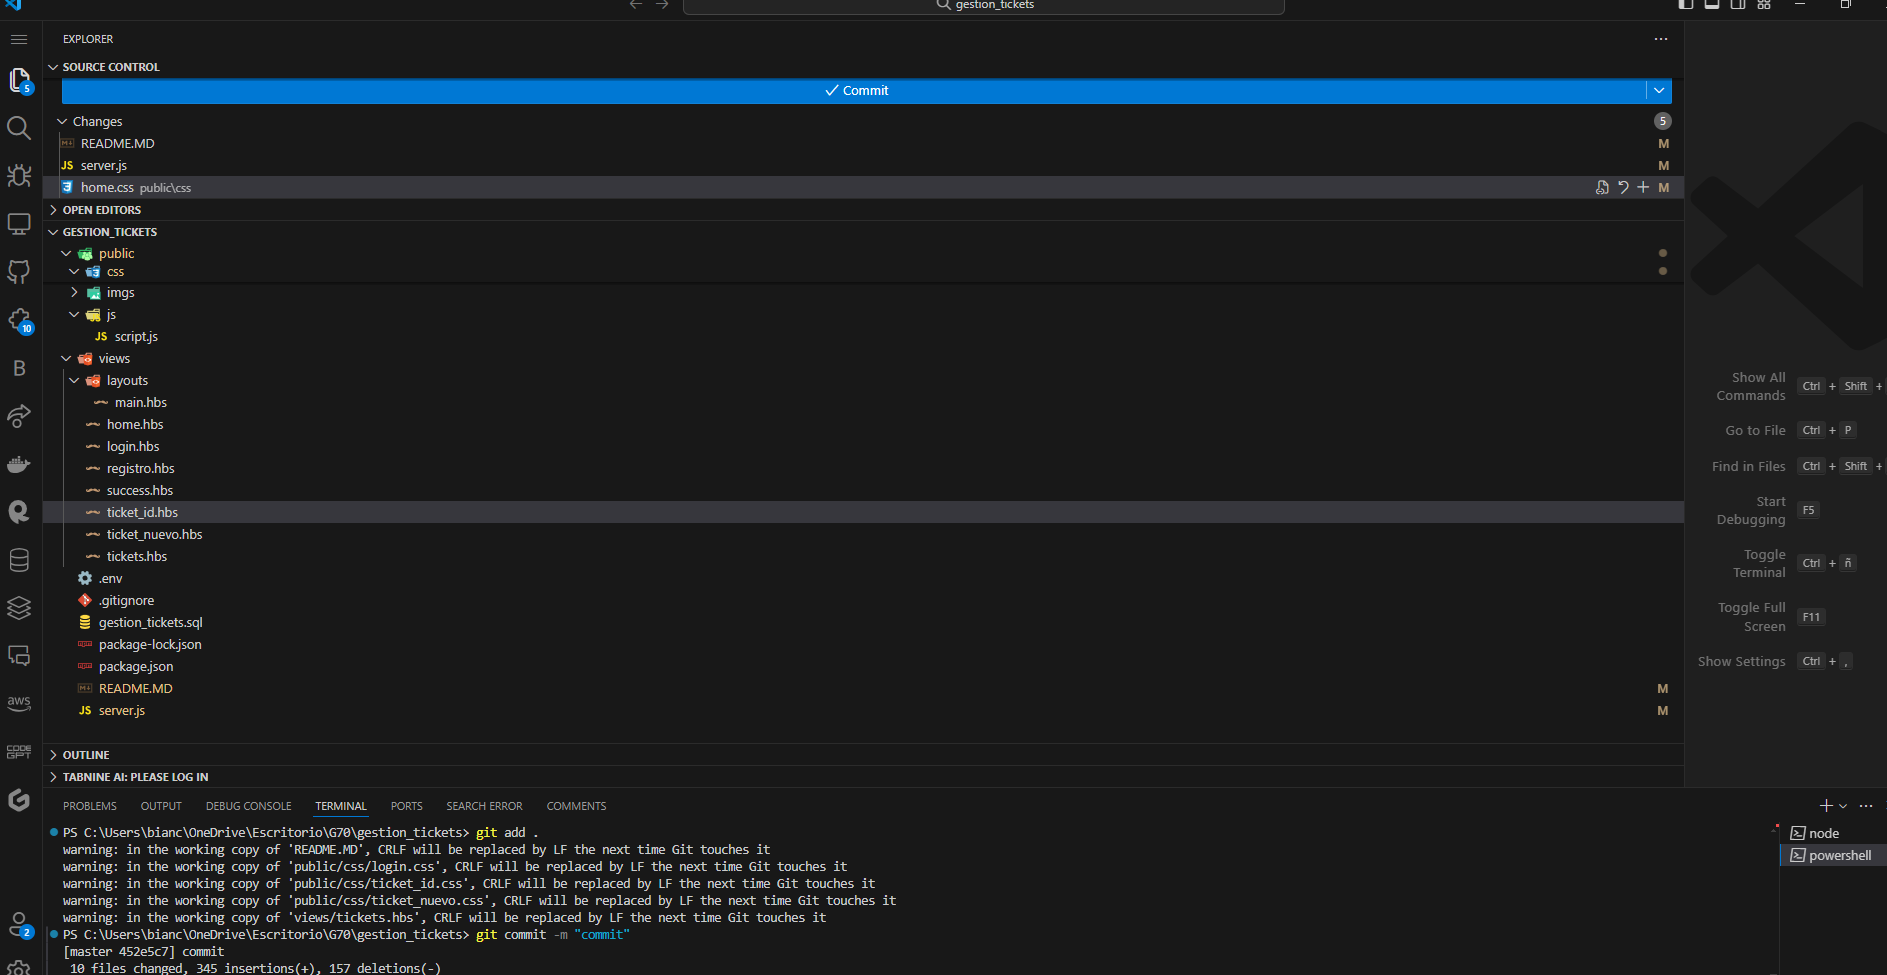 gestion_tickets
EXPLORER
SOURCE CONTROL
5
Commit
Changes
5
README.MD
M
JS server.js
M
home.css public\css
M
OPEN EDITORS
GESTION_TICKETS
public
css
imgs
10
js
JS script.js
views
B
layouts
main.hbs
home.hbs
login.hbs
registro.hbs
success.hbs
ticket_id.hbs
ticket_nuevo.hbs
tickets.hbs
.env
.gitignore
gestion_tickets.sql
package-lock.json
package.json
README.MD
M
aws
JS server.js
M
CODE
GPT
OUTLINE
TABNINE AI: PLEASE LOG IN
Show All Commands Ctrl + Shift +
Go to File Ctrl + P
Find in Files Ctrl + Shift +
Start Debugging F5
Toggle Terminal Ctrl + ñ
Toggle Full Screen F11
Show Settings Ctrl + ,
PROBLEMS OUTPUT DEBUG CONSOLE TERMINAL PORTS SEARCH ERROR COMMENTS
PS C:\Users\bianc\OneDrive\Escritorio\G70\gestion_tickets> git add .
warning: in the working copy of 'README.MD', CRLF will be replaced by LF the next time Git touches it
warning: in the working copy of 'public/css/login.css', CRLF will be replaced by LF the next time Git touches it
warning: in the working copy of 'public/css/ticket_id.css', CRLF will be replaced by LF the next time Git touches it
warning: in the working copy of 'public/css/ticket_nuevo.css', CRLF will be replaced by LF the next time Git touches it
warning: in the working copy of 'views/tickets.hbs', CRLF will be replaced by LF the next time Git touches it
PS C:\Users\bianc\OneDrive\Escritorio\G70\gestion_tickets> git commit -m "commit"
[master 452e5c7] commit
10 files changed, 345 insertions(+), 157 deletions(-)
node
powershell
2